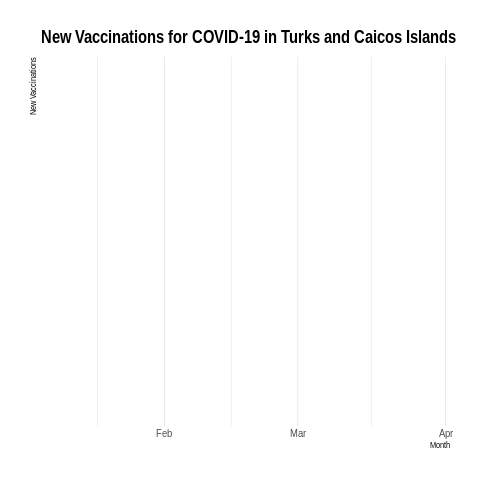 New Vaccinations for COVID-19 in Turks and Caicos Islands
New Vaccinations
Feb
Mar
Apr
Month